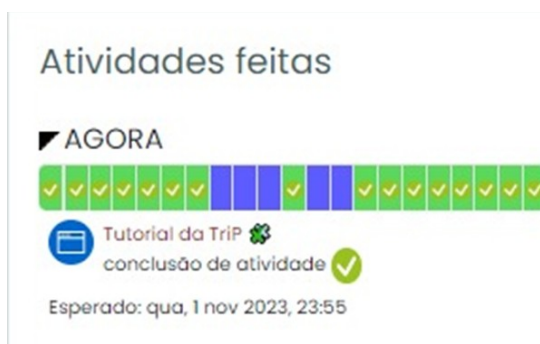 Atividades feitas
AGORA
Tutorial da TriP
conclusão de atividade
Esperado: qua, 1 nov 2023, 23:55